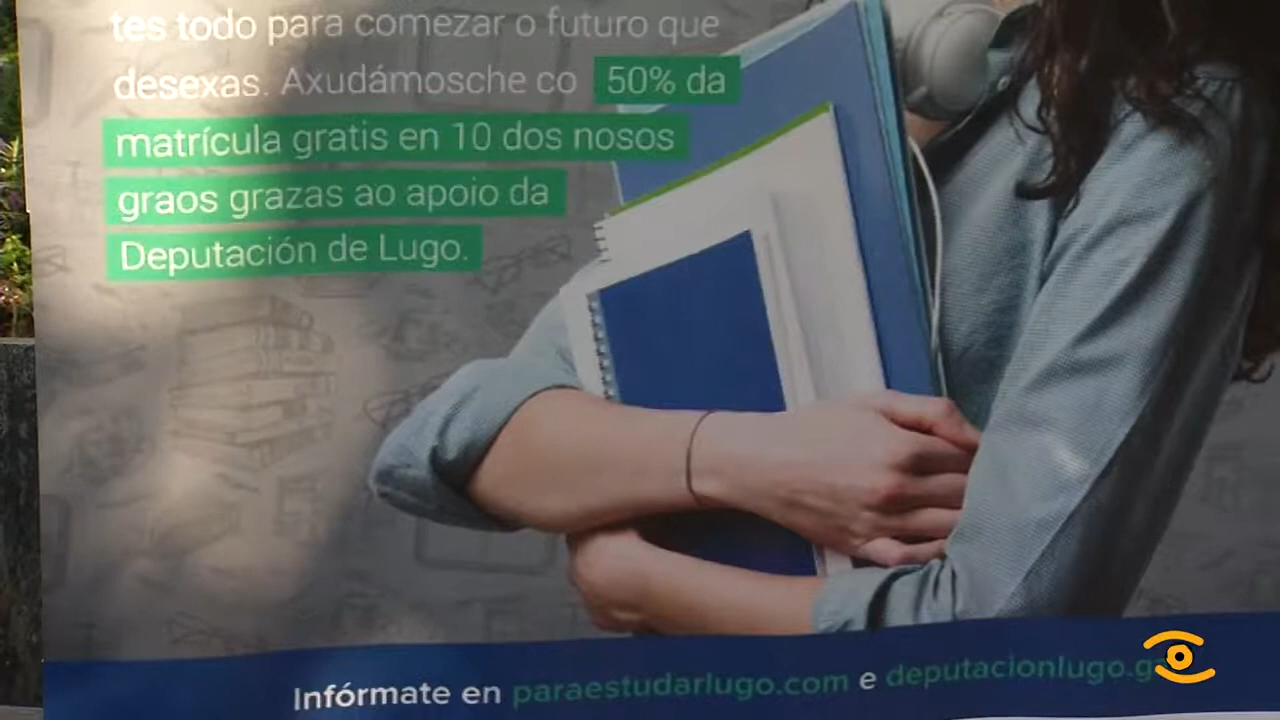 tes todo para comezar o futuro que
desexas. Axudámosche co 50% da
matrícula gratis en 10 dos nosos
graos grazas ao apoio da
Deputación de Lugo.
Infórmate en paraestudarlugo.com e deputacionlugo.g